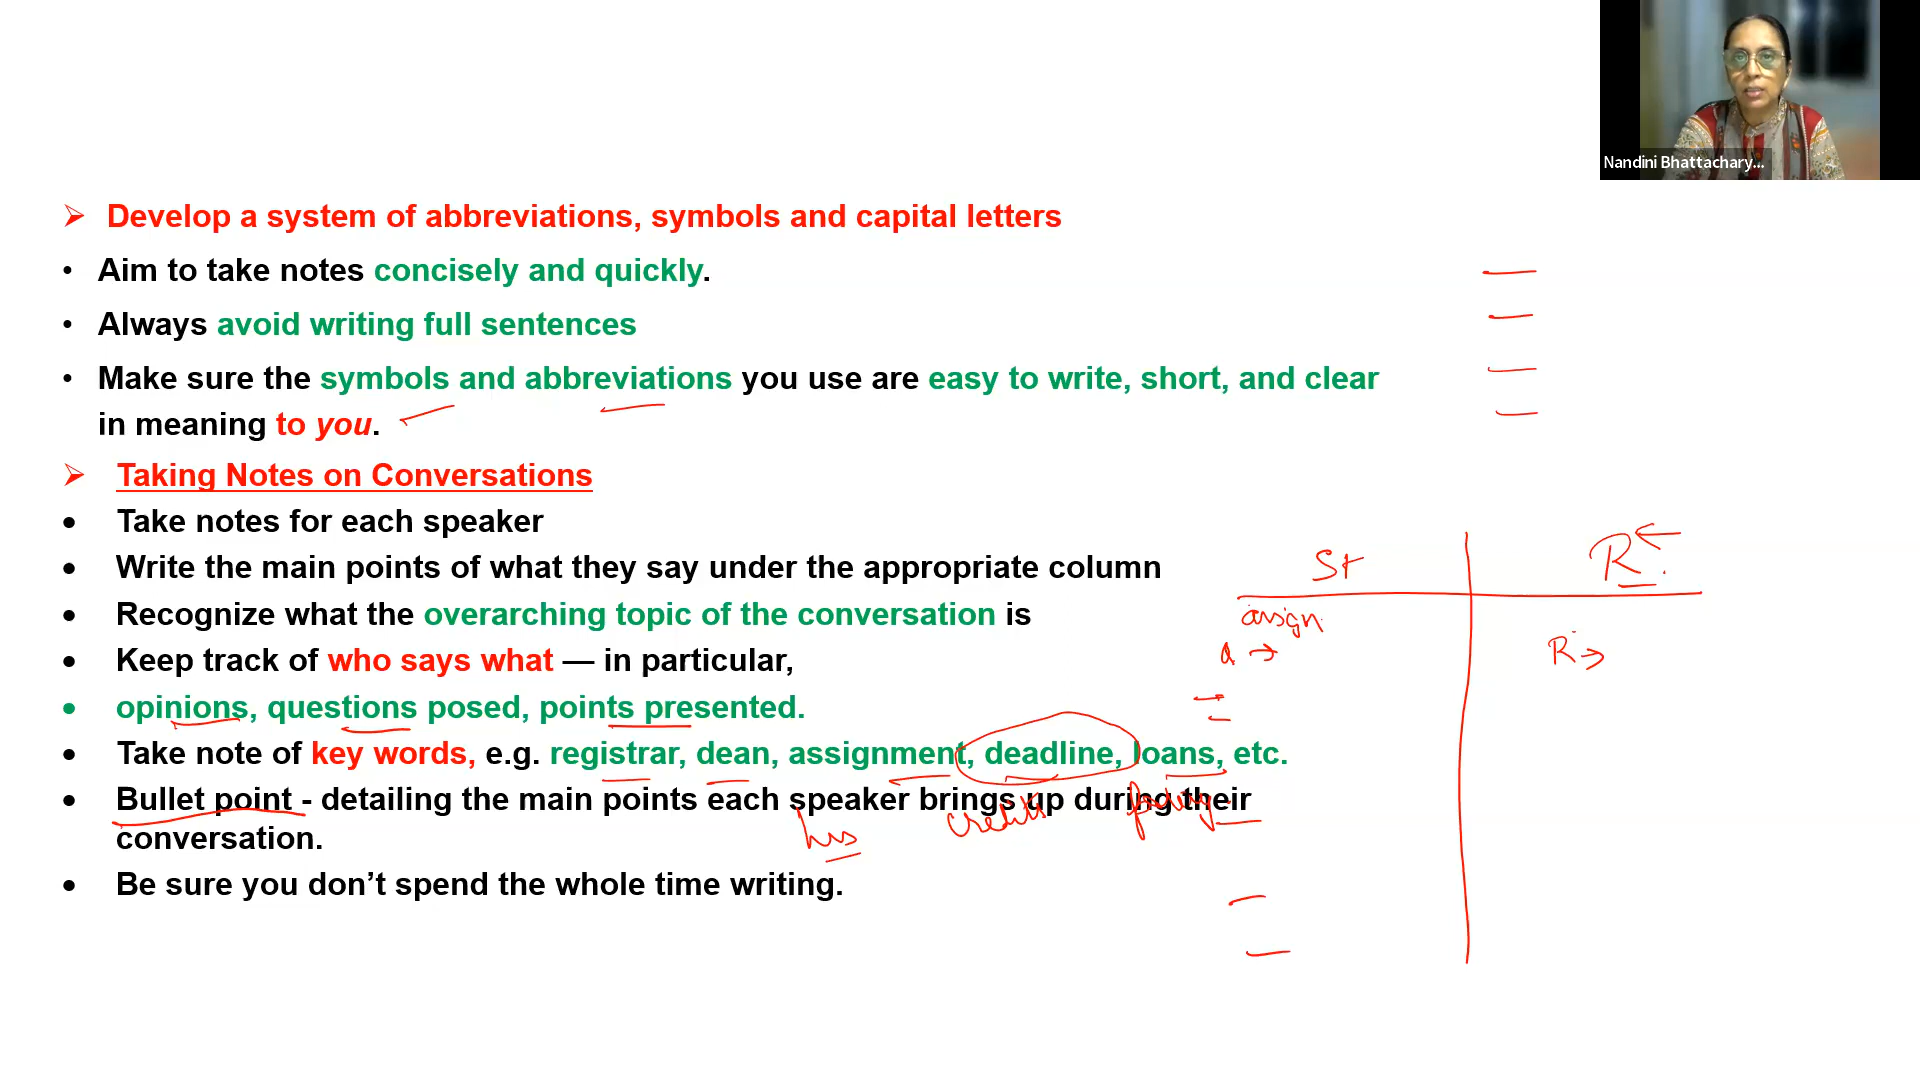 Nandini Bhattachary...
➢ Develop a system of abbreviations, symbols and capital letters
• Aim to take notes concisely and quickly.
• Always avoid writing full sentences
• Make sure the symbols and abbreviations you use are easy to write, short, and clear
in meaning to you.
➢ Taking Notes on Conversations
• Take notes for each speaker
• Write the main points of what they say under the appropriate column
• Recognize what the overarching topic of the conversation is
• Keep track of who says what — in particular,
• opinions, questions posed, points presented.
• Take note of key words, e.g. registrar, dean, assignment, deadline, loans, etc.
• Bullet point - detailing the main points each speaker brings up during their
conversation.
• Be sure you don’t spend the whole time writing.
St
R
assign
R →
credits